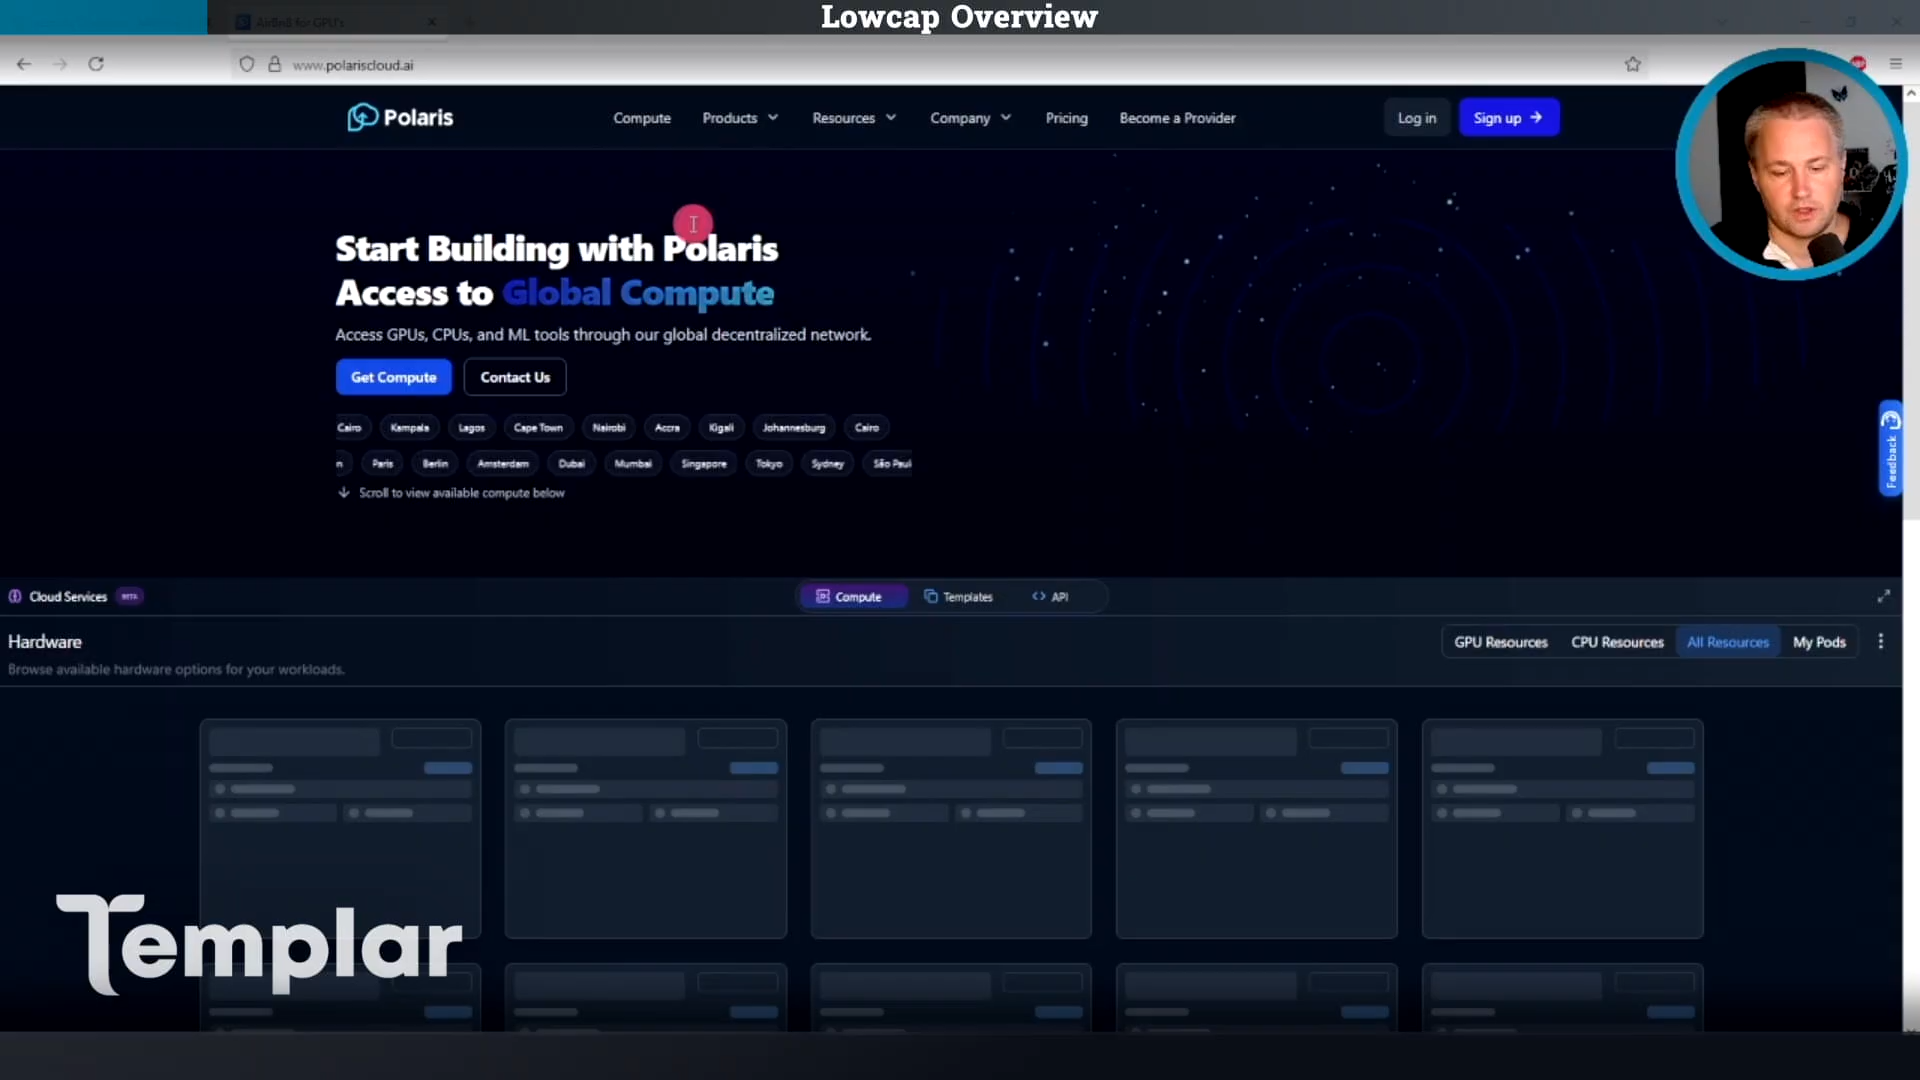 Lowcap Overview
AirBnB for GPU's
www.polariscloud.ai
Polaris
Compute
Products
Resources
Company
Pricing
Become a Provider
Log in
Sign up
Start Building with Polaris
Access to Global Compute
Access GPUs, CPUs, and ML tools through our global decentralized network.
Get Compute
Contact Us
Cairo
Kampala
Lagos
Cape Town
Nairobi
Accra
Kigali
Johannesburg
Cairo
n
Paris
Berlin
Amsterdam
Dubai
Mumbai
Singapore
Tokyo
Sydney
São Paul
Scroll to view available compute below
Feedback
Cloud Services
BETA
Compute
Templates
API
Hardware
GPU Resources
CPU Resources
All Resources
My Pods
Browse available hardware options for your workloads.
Templar